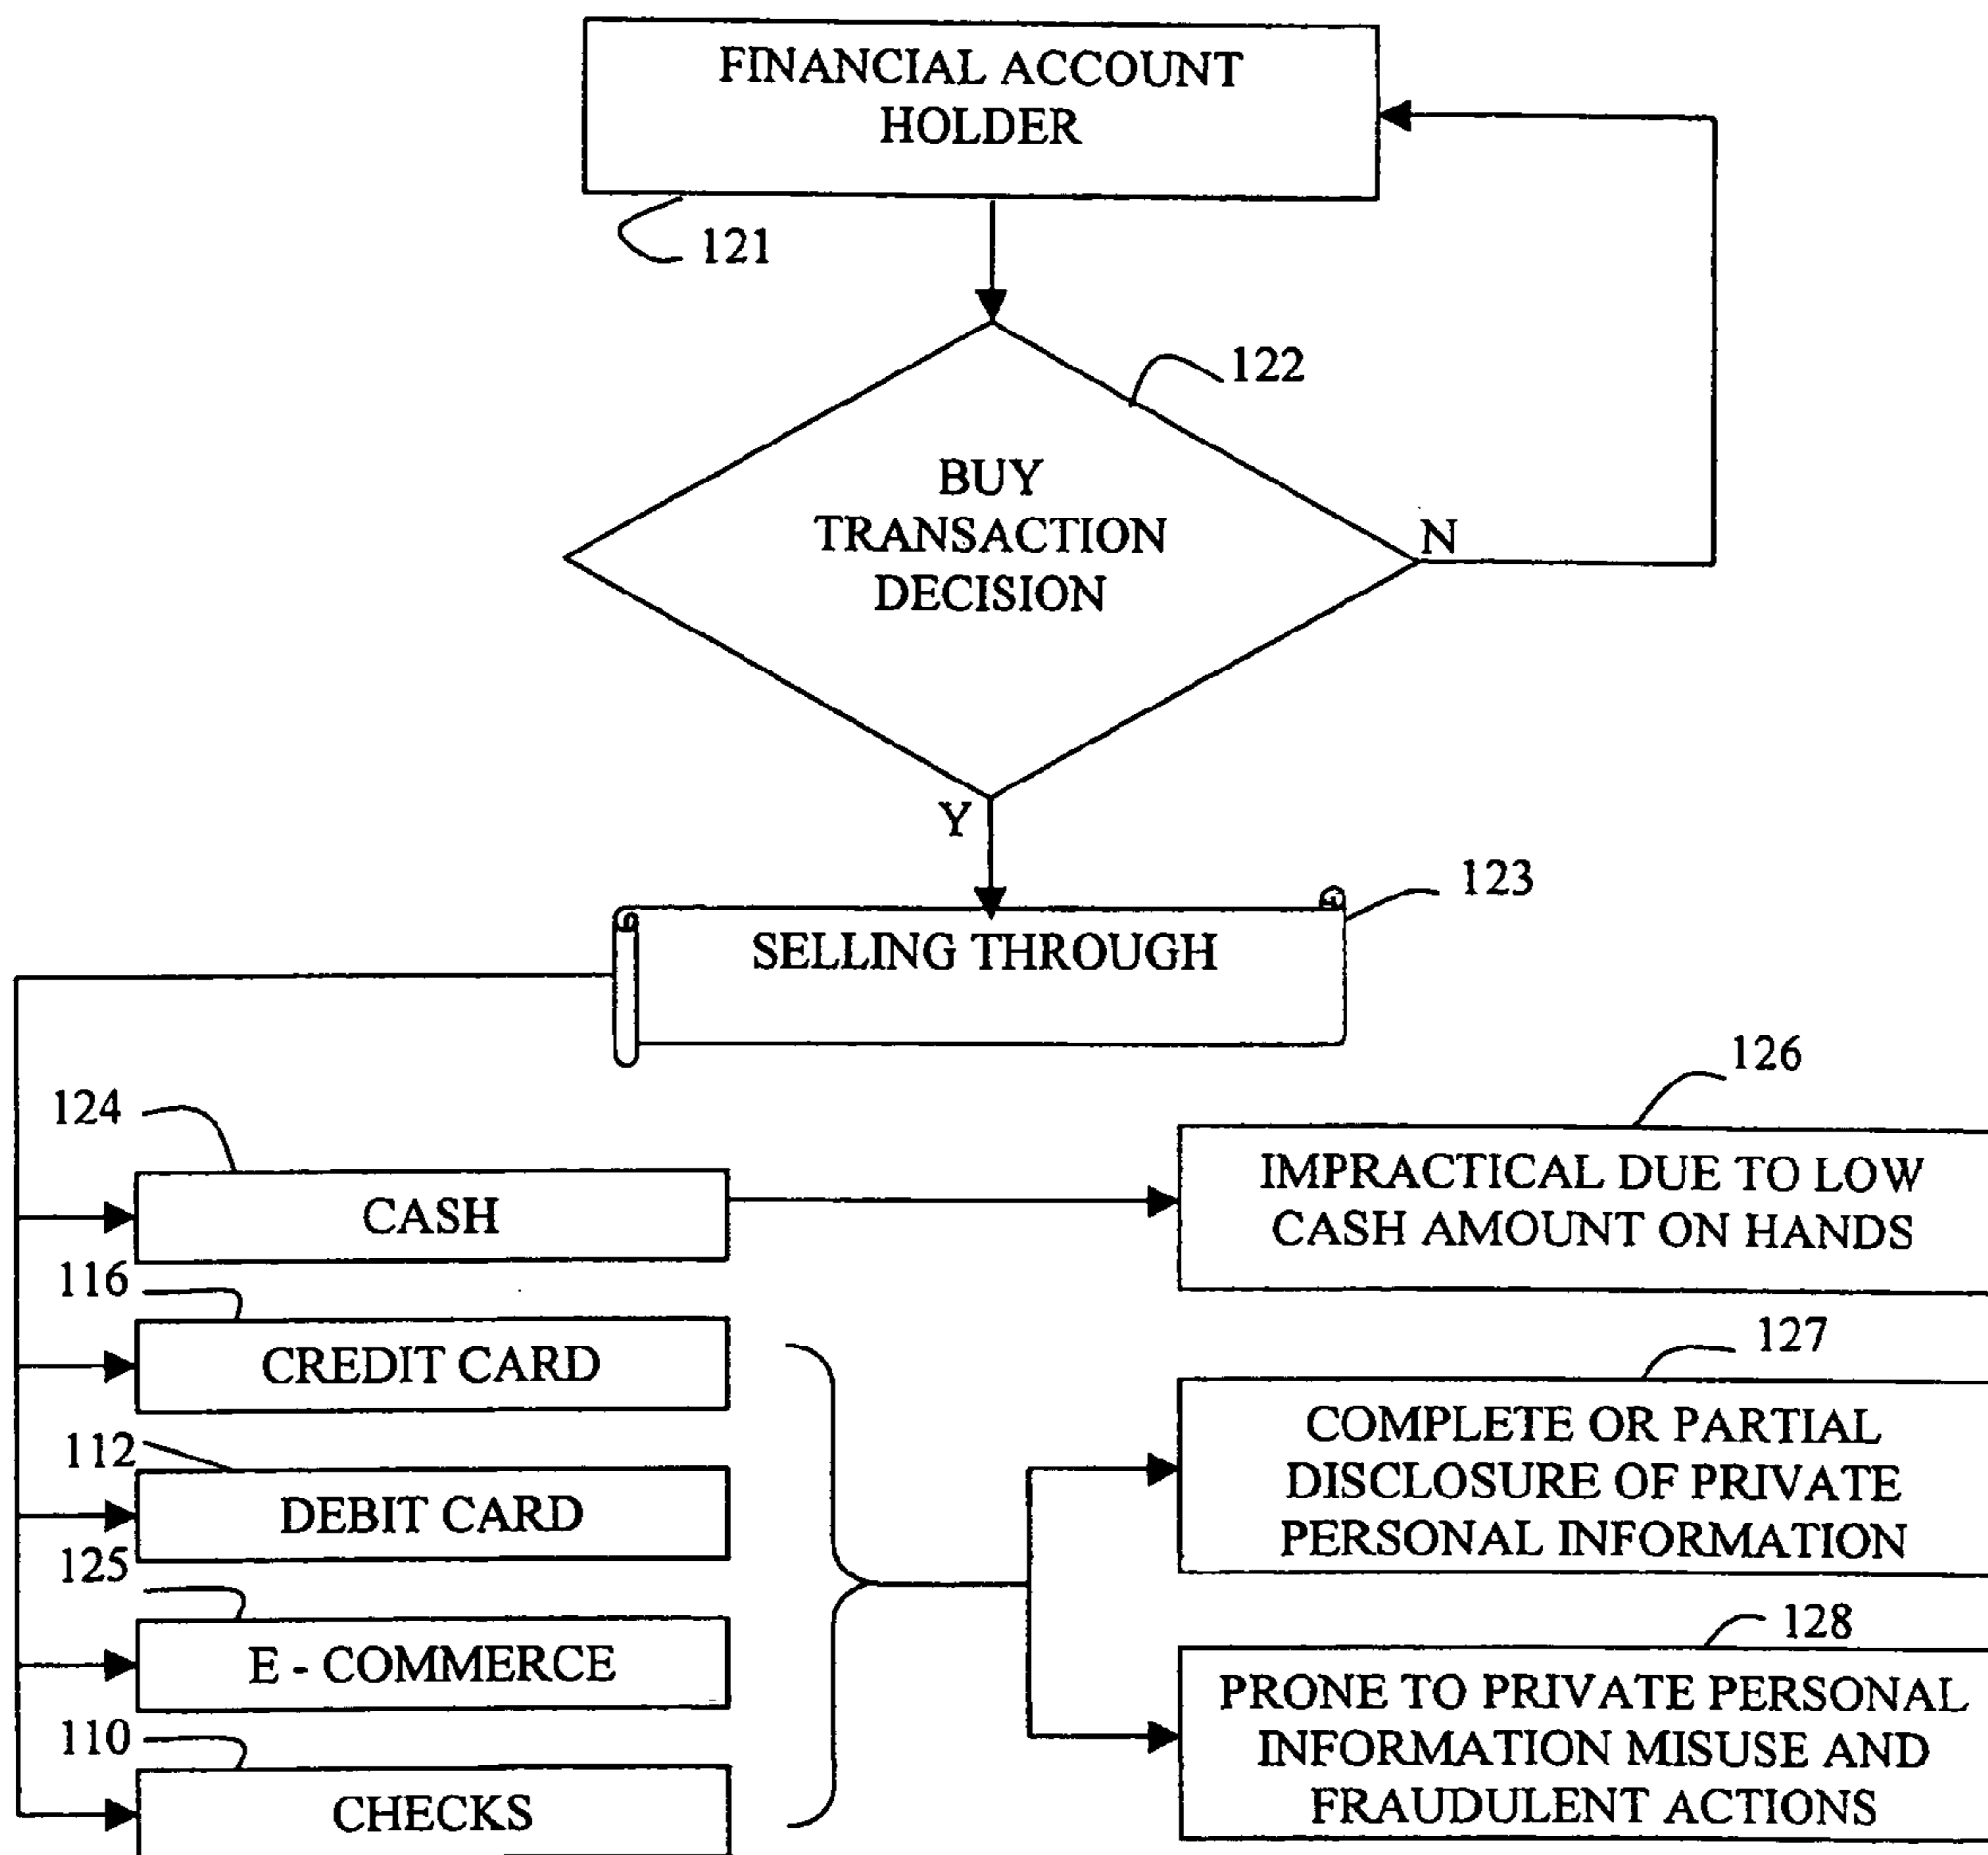 FINANCIAL ACCOUNT
HOLDER
121
122
BUY
TRANSACTION
DECISION
N
Y
123
SELLING THROUGH
124
CASH
126
IMPRACTICAL DUE TO LOW
CASH AMOUNT ON HANDS
116
CREDIT CARD
127
COMPLETE OR PARTIAL
DISCLOSURE OF PRIVATE
PERSONAL INFORMATION
112
DEBIT CARD
125
E - COMMERCE
128
PRONE TO PRIVATE PERSONAL
INFORMATION MISUSE AND
FRAUDULENT ACTIONS
110
CHECKS